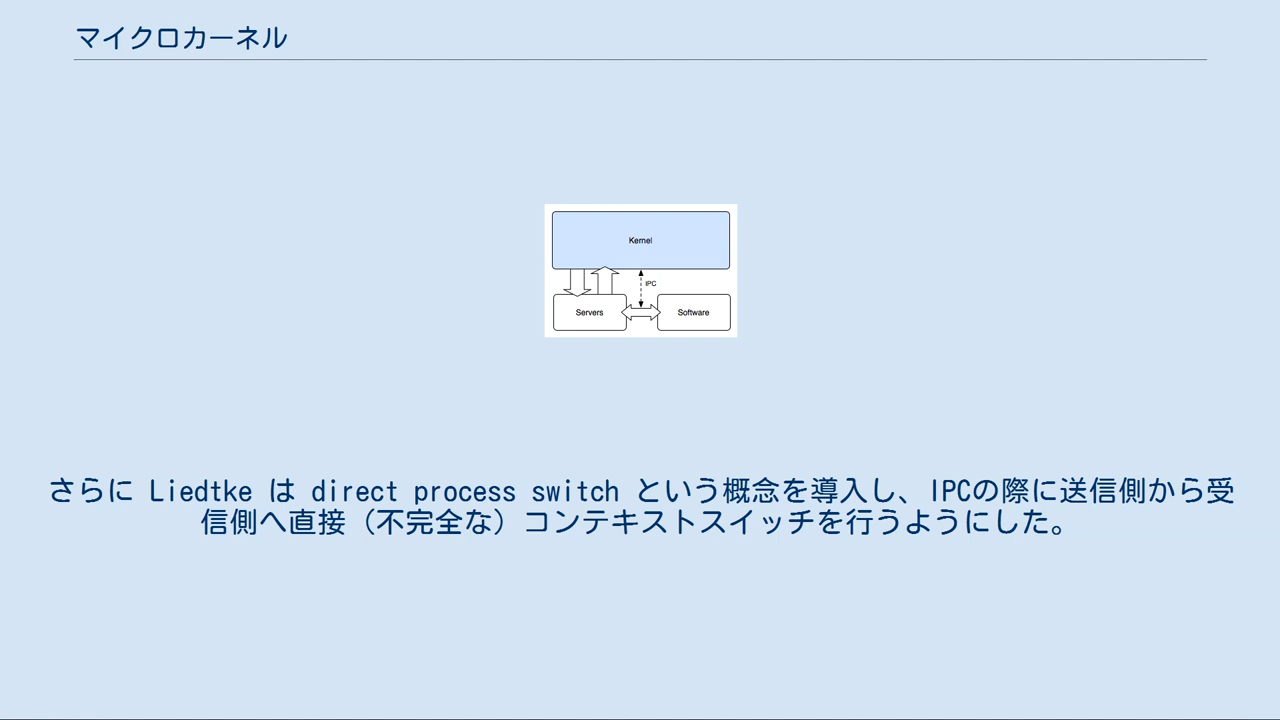 マイクロカーネル
Kernel
IPC
Servers
Software
さらに Liedtke は direct process switch という概念を導入し、IPCの際に送信側から受
信側へ直接（不完全な）コンテキストスイッチを行うようにした。